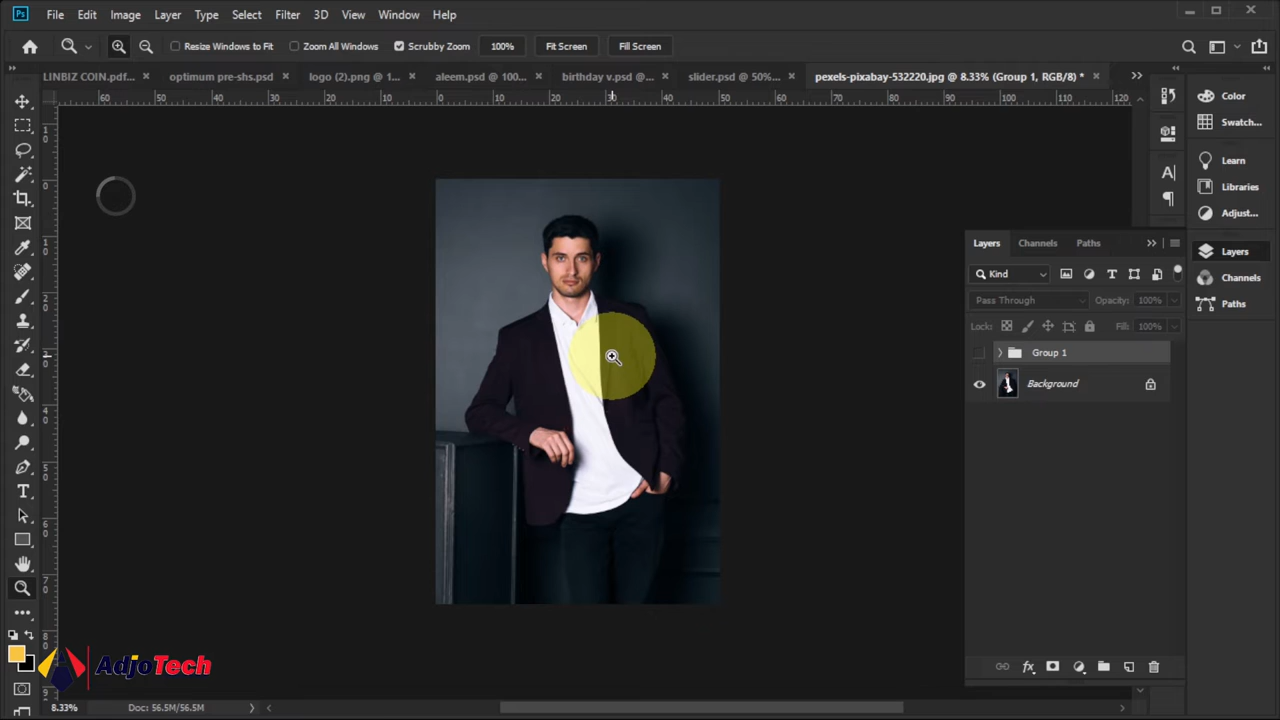 Ps File Edit Image Layer Type Select Filter 3D View Window Help
Resize Windows to Fit Zoom All Windows Scrubby Zoom 100% Fit Screen Fill Screen
LINBIZ COIN.pdf... optimum pre-shs.psd logo (2).png @ 1... aleem.psd @ 100... birthday v.psd @... slider.psd @ 50%... pexels-pixabay-532220.jpg @ 8.33% (Group 1, RGB/8) *
60 50 40 30 20 10 0 10 20 30 40 50 60 70 80 90 100 110 120
Color
Swatch...
Learn
Libraries
Adjust...
Layers
Channels
Paths
Layers Channels Paths
Kind
Pass Through Opacity: 100%
Lock: Fill: 100%
Group 1
Background
fx
AdjoTech
8.33% Doc: 56.5M/56.5M